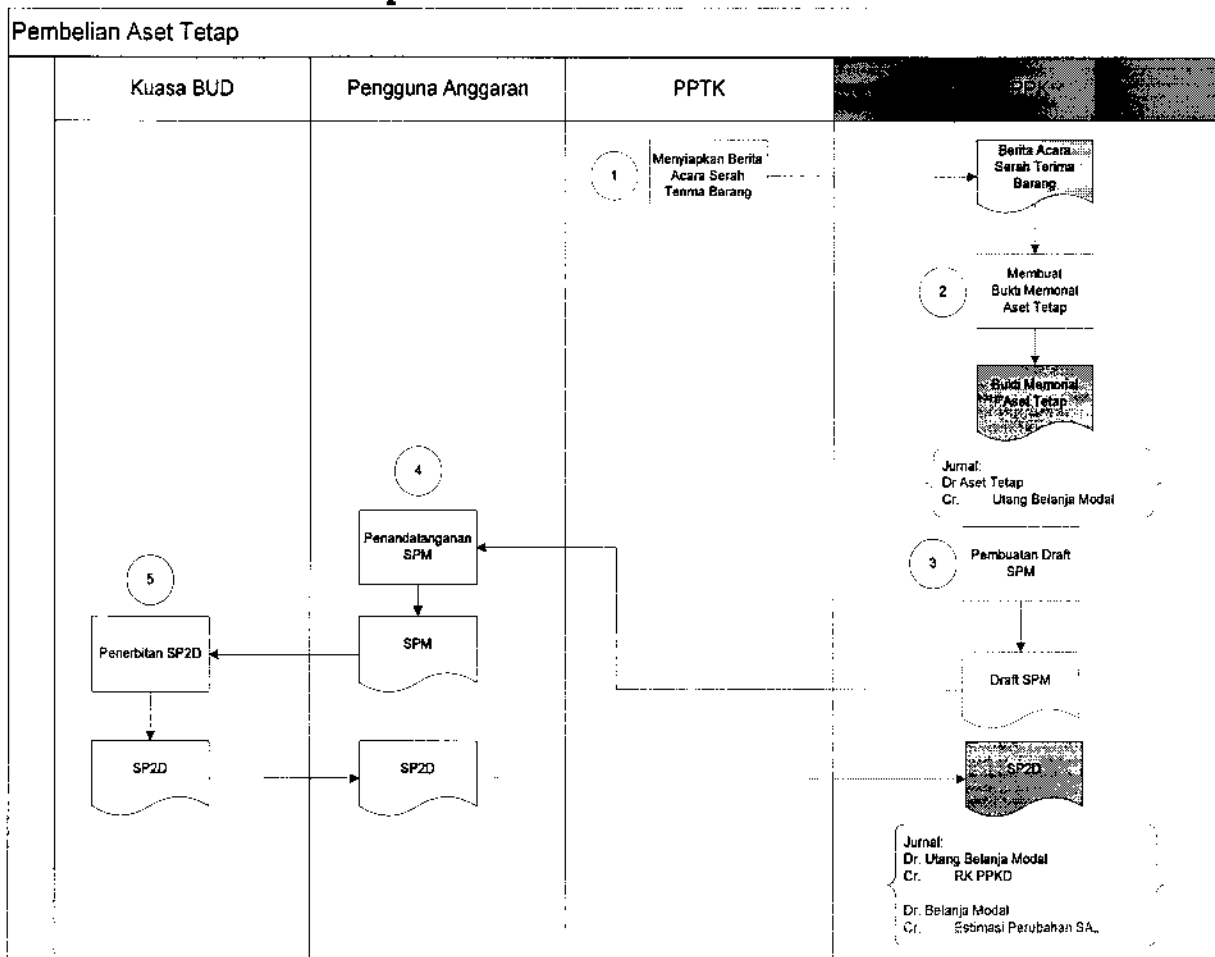 Pembelian Aset Tetap
Kuasa BUD
Pengguna Anggaran
PPTK
PPK
1
Menyiapkan Berita
Acara Serah
Terima Barang
Berita Acara
Serah Terima
Barang
2
Membuat
Bukti Memorial
Aset Tetap
Bukti Memorial
Aset Tetap
Jurnal:
Dr Aset Tetap
Cr. Utang Belanja Modal
4
Penandatanganan
SPM
3
Pembuatan Draft
SPM
5
Penerbitan SP2D
SPM
Draft SPM
SP2D
SP2D
SP2D
Jurnal:
Dr. Utang Belanja Modal
Cr. RK PPKD
Dr. Belanja Modal
Cr. Estimasi Perubahan